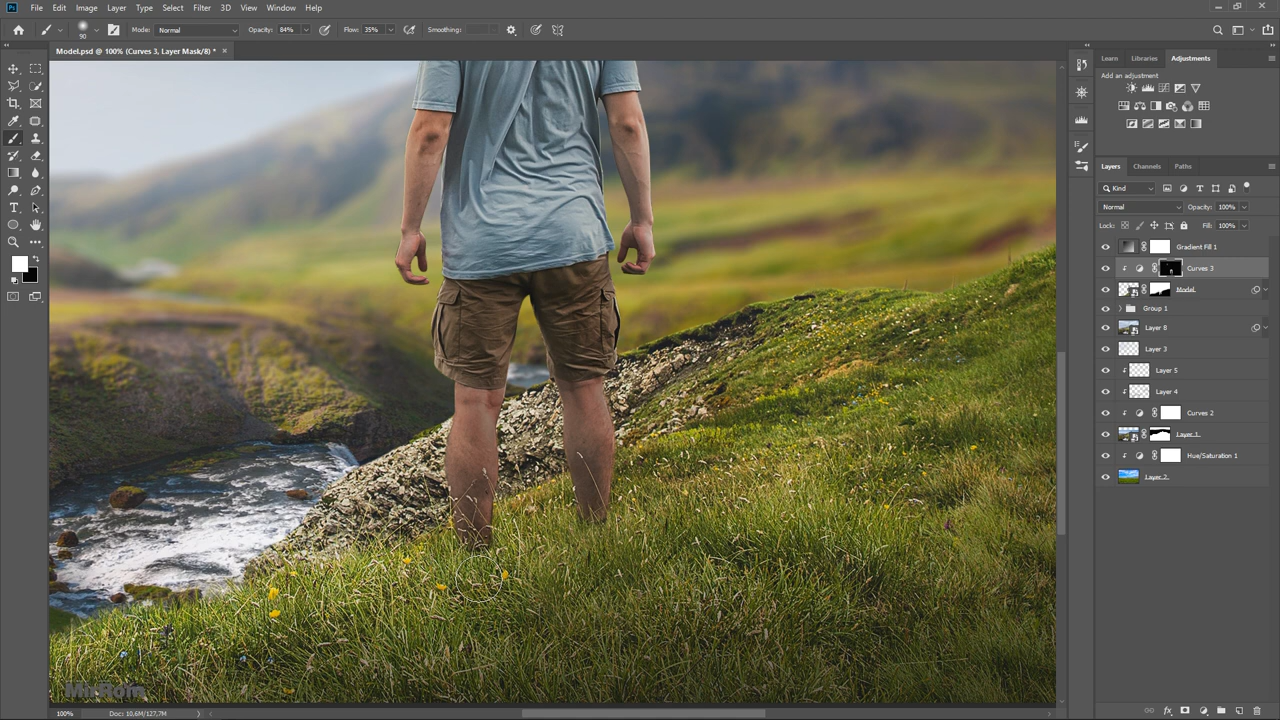 File Edit Image Layer Type Select Filter 3D View Window Help
90 Mode: Normal Opacity: 84% Flow: 35% Smoothing:
Model.psd @ 100% (Curves 3, Layer Mask/8) *
Learn Libraries Adjustments
Add an adjustment
Layers Channels Paths
Kind
Normal Opacity: 100%
Lock: Fill: 100%
Gradient Fill 1
Curves 3
Model
Group 1
Layer 8
Layer 3
Layer 5
Layer 4
Curves 2
Layer 1
Hue/Saturation 1
Layer 2
100% Doc: 10,6M/127,7M